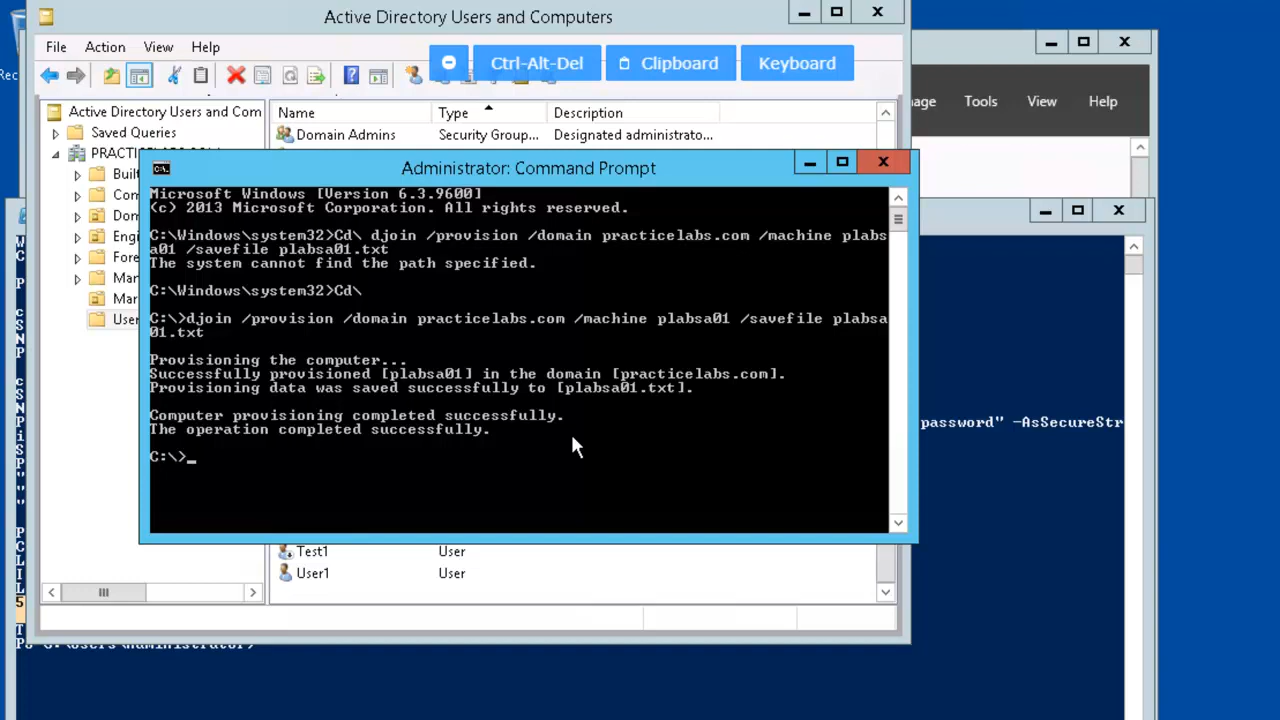 Active Directory Users and Computers
File Action View Help
Ctrl-Alt-Del
Clipboard
Keyboard
Tools View Help
Active Directory Users and Com
Name Type Description
Saved Queries
Domain Admins Security Group... Designated administrato...
Administrator: Command Prompt
Microsoft Windows [Version 6.3.9600]
(c) 2013 Microsoft Corporation. All rights reserved.
C:\Windows\system32>Cd\ djoin /provision /domain practicelabs.com /machine plabs
a01 /savefile plabsa01.txt
The system cannot find the path specified.
C:\Windows\system32>Cd\
C:\>djoin /provision /domain practicelabs.com /machine plabsa01 /savefile plabsa
01.txt
Provisioning the computer...
Successfully provisioned [plabsa01] in the domain [practicelabs.com].
Provisioning data was saved successfully to [plabsa01.txt].
Computer provisioning completed successfully.
The operation completed successfully.
C:\>_
password" -AsSecureStr
Test1 User
User1 User